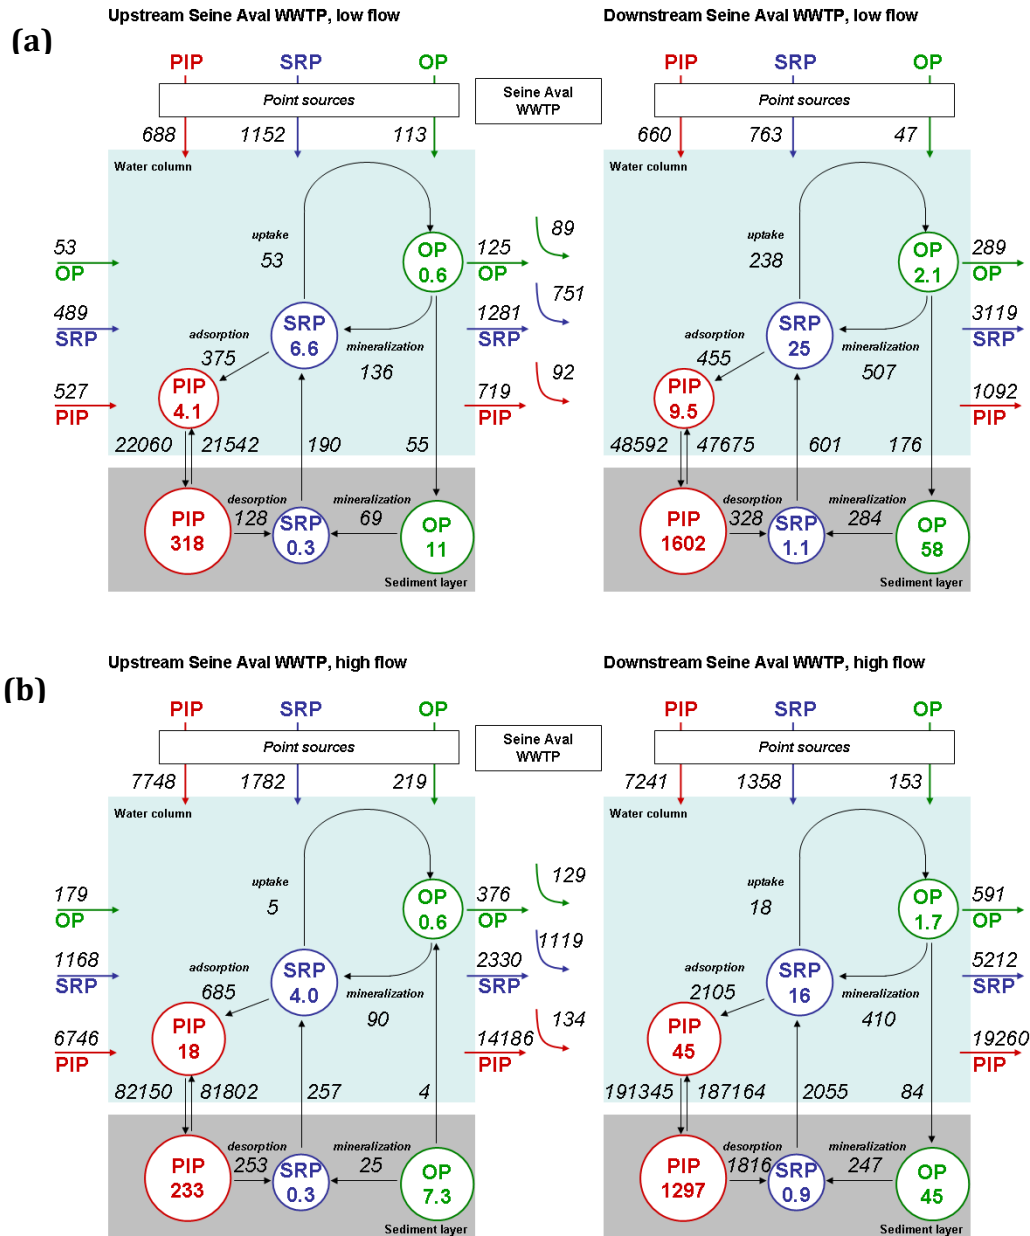 (a)
Upstream Seine Aval WWTP, low flow
PIP SRP OP
Point sources
688 1152 113
Water column
uptake
53
53
OP
489
SRP
527
PIP
OP
0.6
SRP
6.6
adsorption
375
mineralization
136
PIP
4.1
22060 21542 190 55
desorption
128
mineralization
69
PIP
318
SRP
0.3
OP
11
Sediment layer
125
OP
1281
SRP
719
PIP
Seine Aval
WWTP
89
751
92
Downstream Seine Aval WWTP, low flow
PIP SRP OP
Point sources
660 763 47
Water column
uptake
238
OP
2.1
SRP
25
adsorption
455
mineralization
507
PIP
9.5
48592 47675 601 176
desorption
328
mineralization
284
PIP
1602
SRP
1.1
OP
58
Sediment layer
289
OP
3119
SRP
1092
PIP
(b)
Upstream Seine Aval WWTP, high flow
PIP SRP OP
Point sources
7748 1782 219
Water column
uptake
5
179
OP
1168
SRP
6746
PIP
OP
0.6
SRP
4.0
adsorption
685
mineralization
90
PIP
18
82150 81802 257 4
desorption
253
mineralization
25
PIP
233
SRP
0.3
OP
7.3
Sediment layer
376
OP
2330
SRP
14186
PIP
Seine Aval
WWTP
129
1119
134
Downstream Seine Aval WWTP, high flow
PIP SRP OP
Point sources
7241 1358 153
Water column
uptake
18
OP
1.7
SRP
16
adsorption
2105
mineralization
410
PIP
45
191345 187164 2055 84
desorption
1816
mineralization
247
PIP
1297
SRP
0.9
OP
45
Sediment layer
591
OP
5212
SRP
19260
PIP